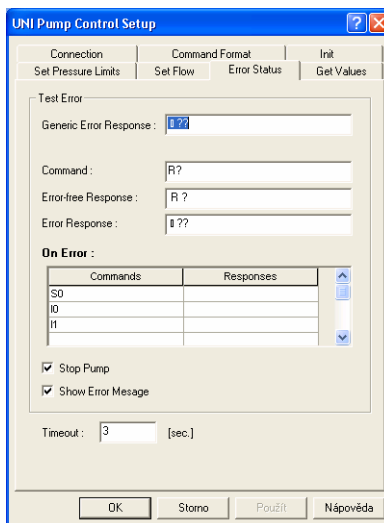 UNI Pump Control Setup
Connection Command Format Init
Set Pressure Limits Set Flow Error Status Get Values
Test Error
Generic Error Response : ▯ ??
Command : R?
Error-free Response : R ?
Error Response : ▯ ??
On Error :
Commands Responses
S0
I0
I1
Stop Pump
Show Error Mesage
Timeout : 3 [sec.]
OK Storno Použít Nápověda